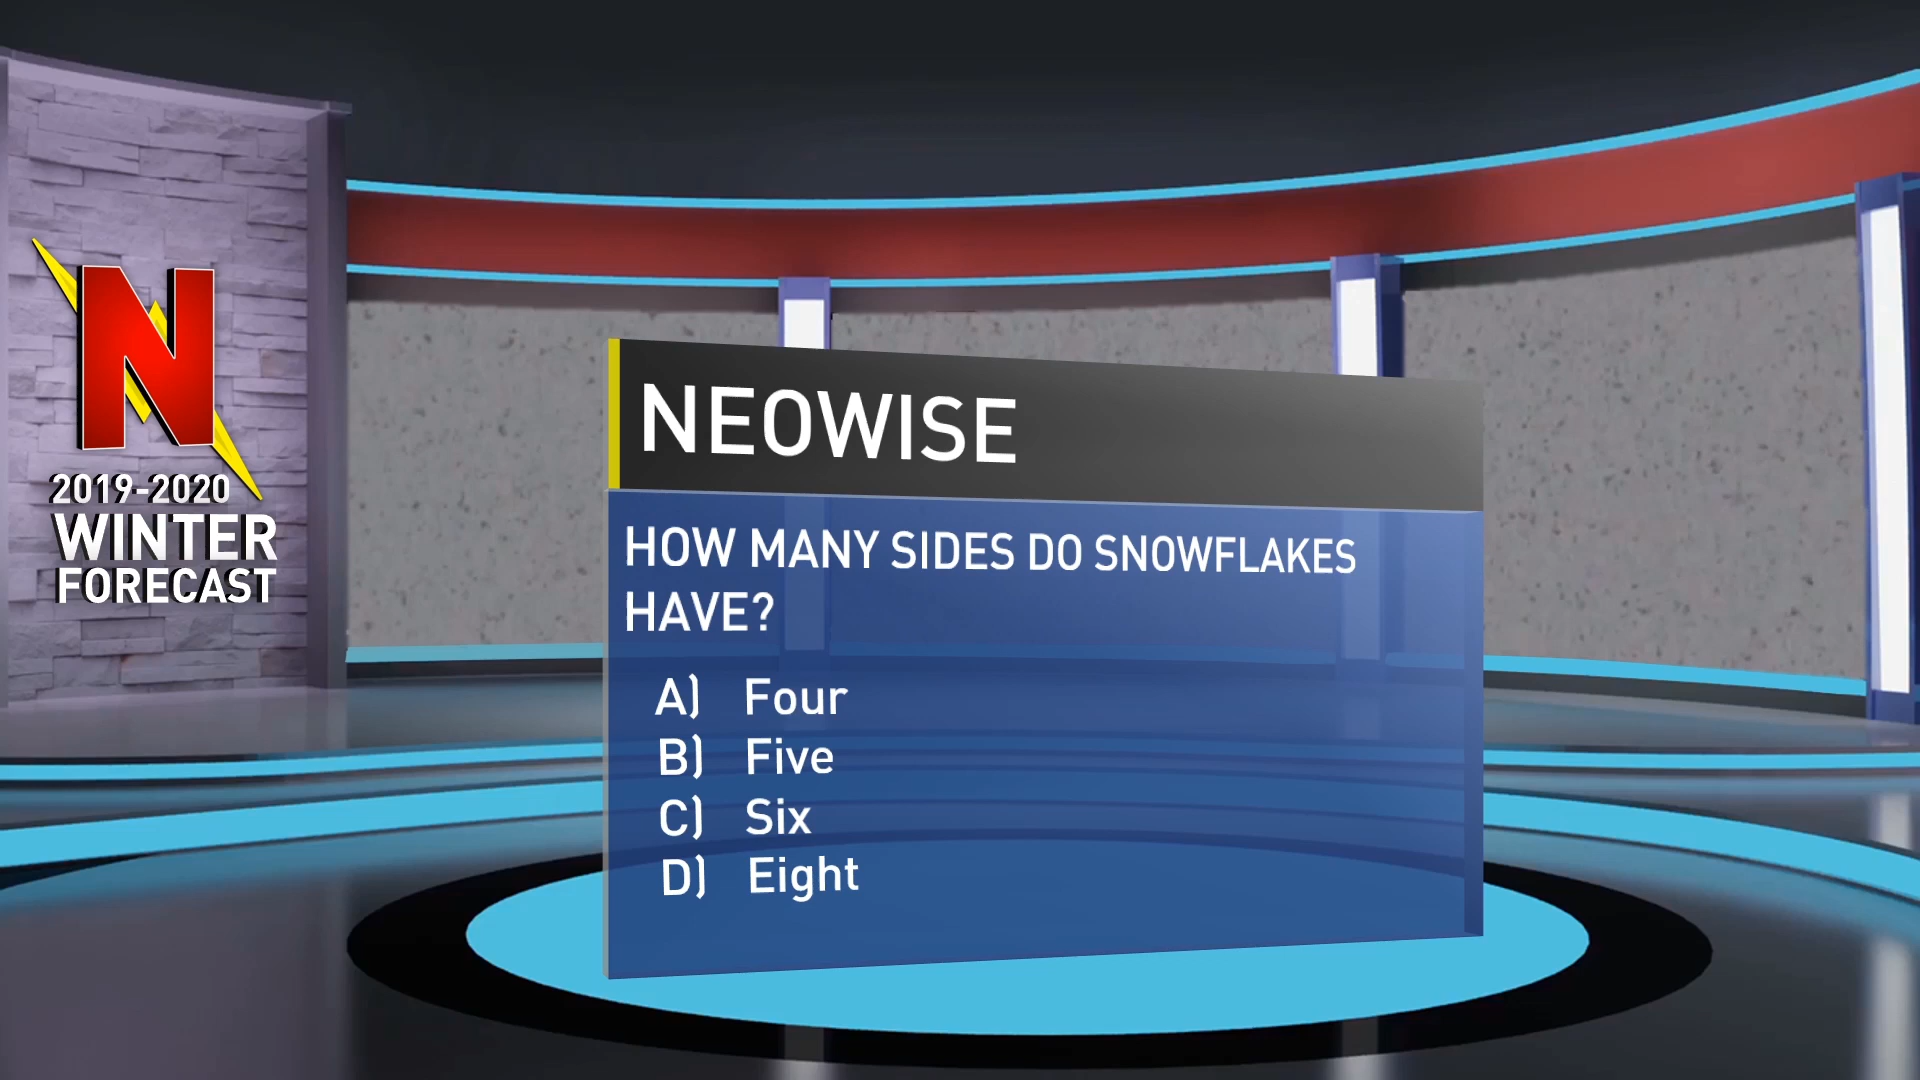 N
2019-2020
WINTER
FORECAST
NEOWISE
HOW MANY SIDES DO SNOWFLAKES
HAVE?
A) Four
B) Five
C) Six
D) Eight